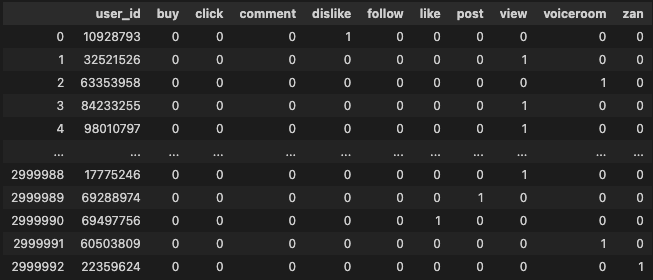 user_id buy click comment dislike follow like post view voiceroom zan
0 10928793 0 0 0 1 0 0 0 0 0 0
1 32521526 0 0 0 0 0 0 0 1 0 0
2 63353958 0 0 0 0 0 0 0 0 1 0
3 84233255 0 0 0 0 0 0 0 1 0 0
4 98010797 0 0 0 0 0 0 0 1 0 0
... ... ... ... ... ... ... ... ... ... ... ...
2999988 17775246 0 0 0 0 0 0 0 1 0 0
2999989 69288974 0 0 0 0 0 0 1 0 0 0
2999990 69497756 0 0 0 0 0 1 0 0 0 0
2999991 60503809 0 0 0 0 0 0 0 0 1 0
2999992 22359624 0 0 0 0 0 0 0 0 0 1